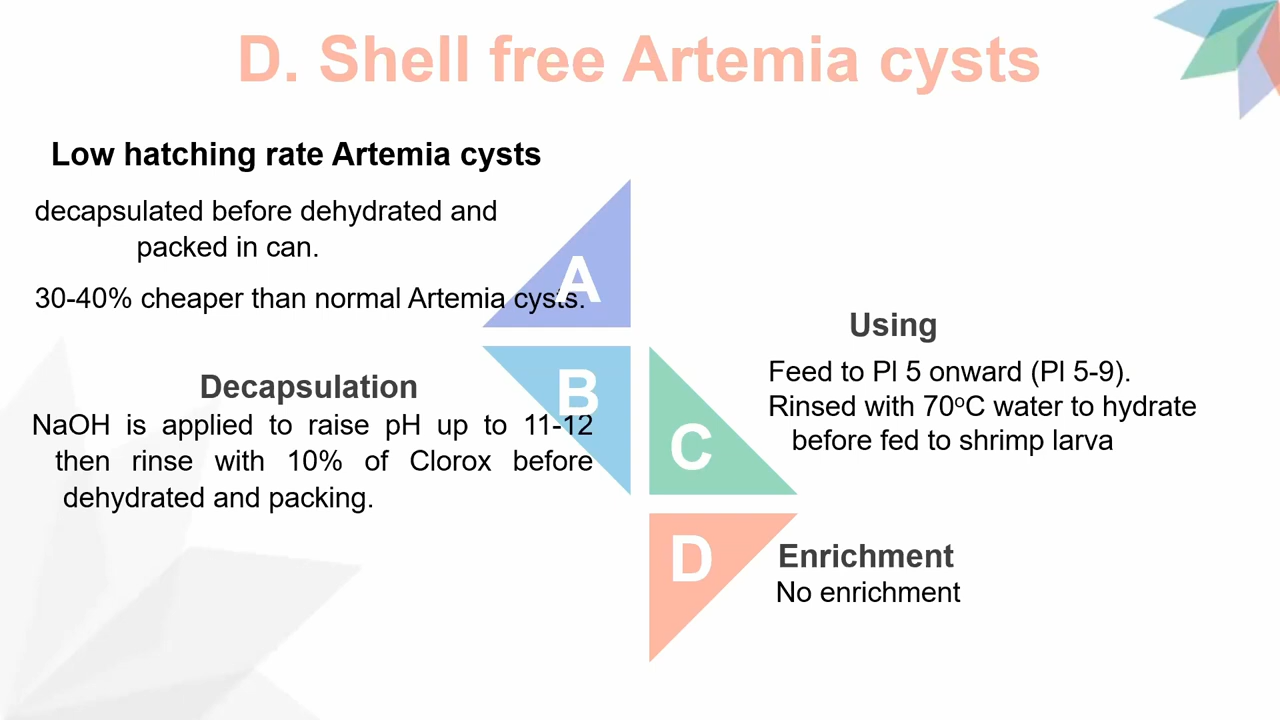 D. Shell free Artemia cysts
Low hatching rate Artemia cysts
decapsulated before dehydrated and
packed in can.
30-40% cheaper than normal Artemia cysts.
A
Decapsulation
NaOH is applied to raise pH up to 11-12
then rinse with 10% of Clorox before
dehydrated and packing.
B
Using
Feed to Pl 5 onward (Pl 5-9).
Rinsed with 70ºC water to hydrate
before fed to shrimp larva
C
D
Enrichment
No enrichment